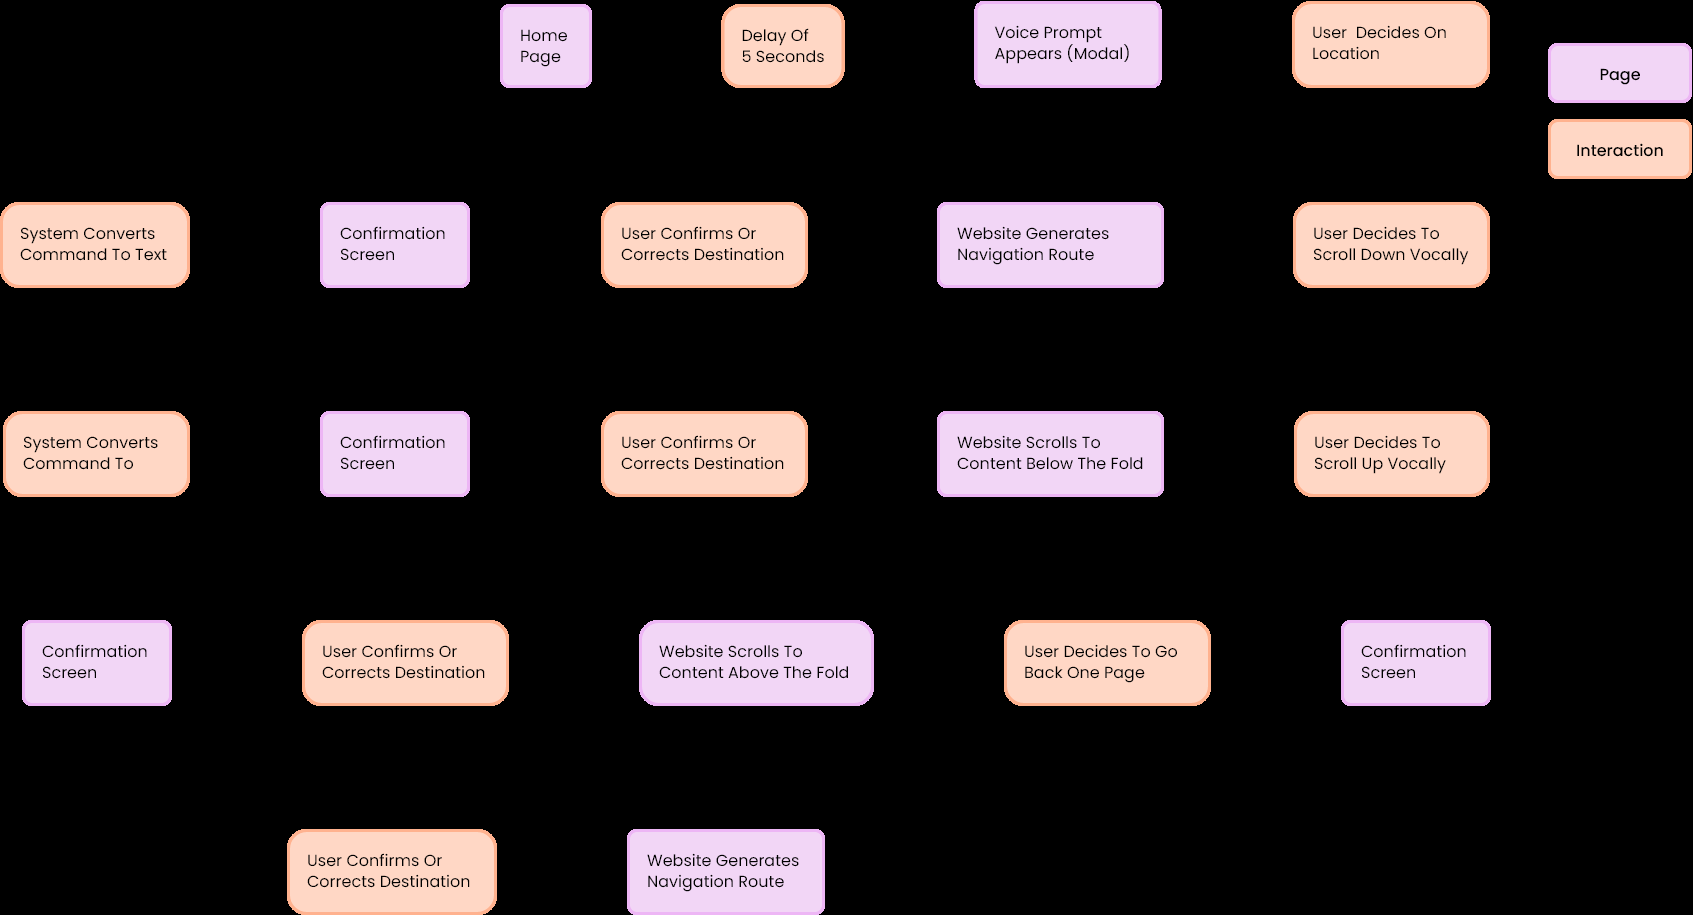 Home
Page
Delay Of
5 Seconds
Voice Prompt
Appears (Modal)
User Decides On
Location
Page
Interaction
System Converts
Command To Text
Confirmation
Screen
User Confirms Or
Corrects Destination
Website Generates
Navigation Route
User Decides To
Scroll Down Vocally
System Converts
Command To
Confirmation
Screen
User Confirms Or
Corrects Destination
Website Scrolls To
Content Below The Fold
User Decides To
Scroll Up Vocally
Confirmation
Screen
User Confirms Or
Corrects Destination
Website Scrolls To
Content Above The Fold
User Decides To Go
Back One Page
Confirmation
Screen
User Confirms Or
Corrects Destination
Website Generates
Navigation Route